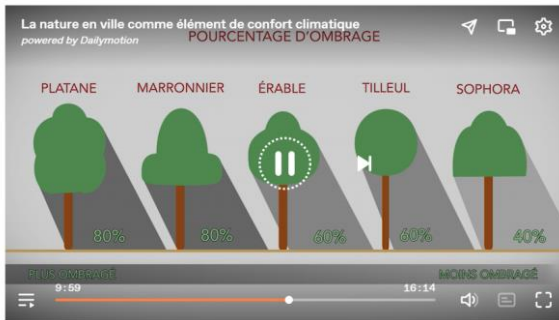 La nature en ville comme élément de confort climatique
powered by Dailymotion
POURCENTAGE D'OMBRAGE
PLATANE MARRONNIER ÉRABLE TILLEUL SOPHORA
80% 80% 60% 60% 40%
PLUS OMBRAGÉ MOINS OMBRAGÉ
9:59 16:14